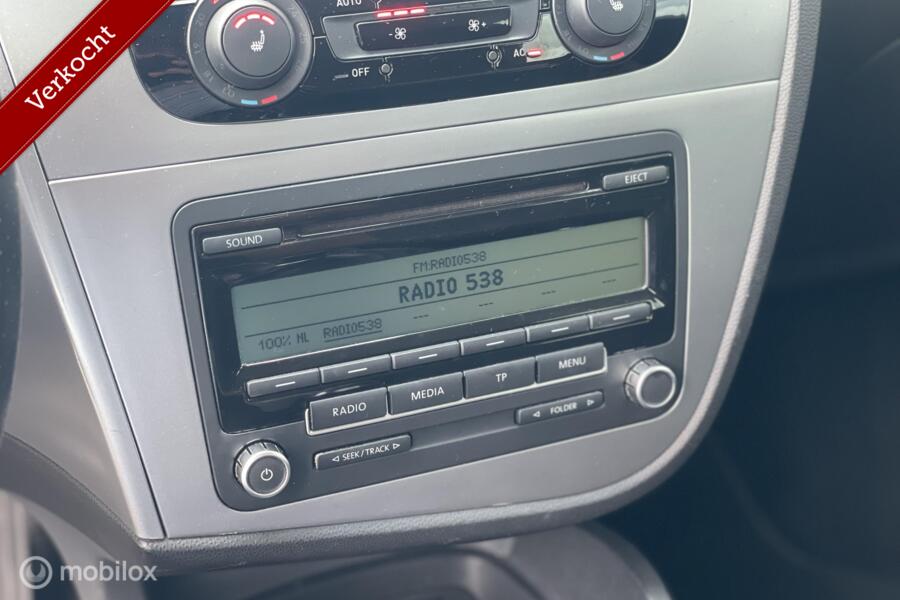 Verkocht
AUTO
OFF
AC
SOUND
EJECT
FM:RADIO538
RADIO 538
--- --- --- ---
100% NL RADIO538
RADIO MEDIA TP MENU
SEEK/TRACK
FOLDER
mobilox